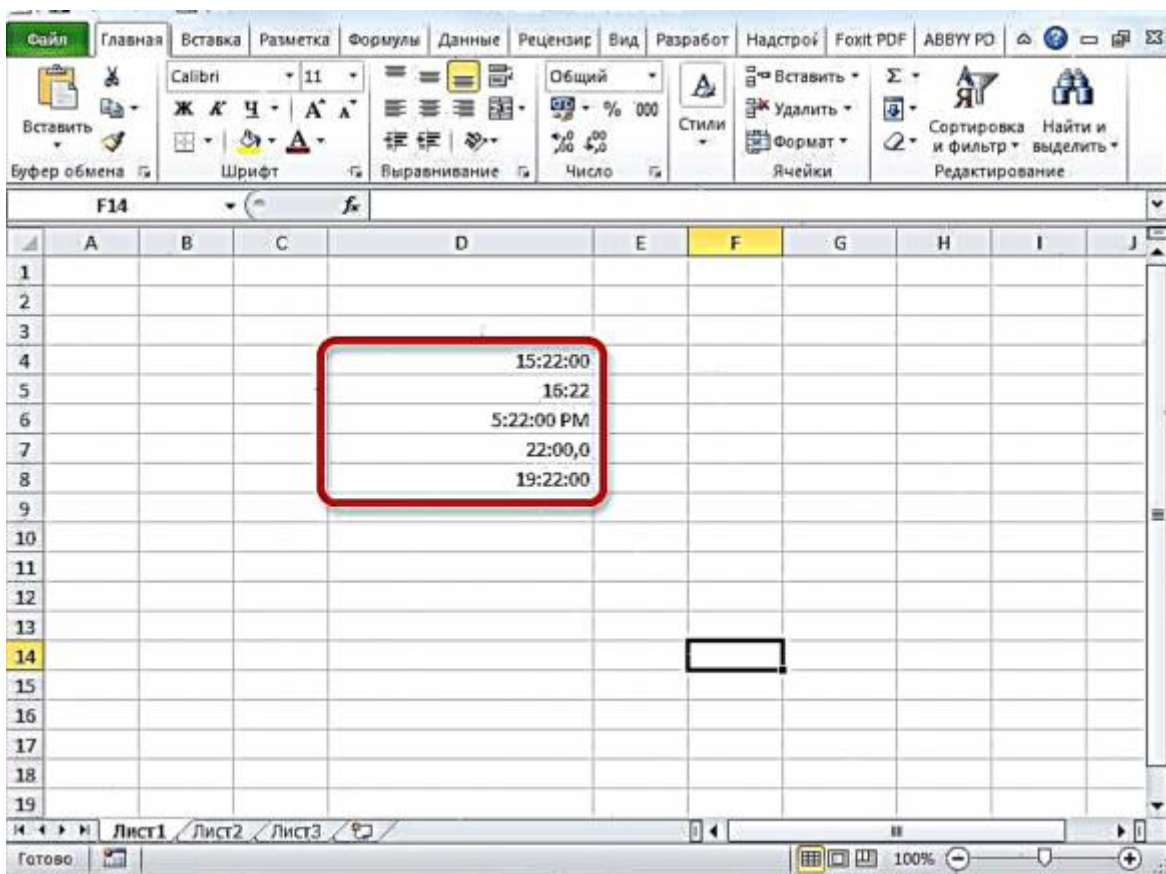 Файл Главная Вставка Разметка Формулы Данные Рецензир Вид Разработ Надстрой Foxit PDF ABBYY PD
Calibri 11 Общий Вставить Σ
Ж К Ч А А % 000 Удалить
Вставить Стили Формат Сортировка и фильтр Найти и выделить
Буфер обмена Шрифт Выравнивание Число Ячейки Редактирование
F14 fx
A B C D E F G H I J
1
2
3
4 15:22:00
5 16:22
6 5:22:00 PM
7 22:00,0
8 19:22:00
9
10
11
12
13
14
15
16
17
18
19
Лист1 Лист2 Лист3
Готово 100%